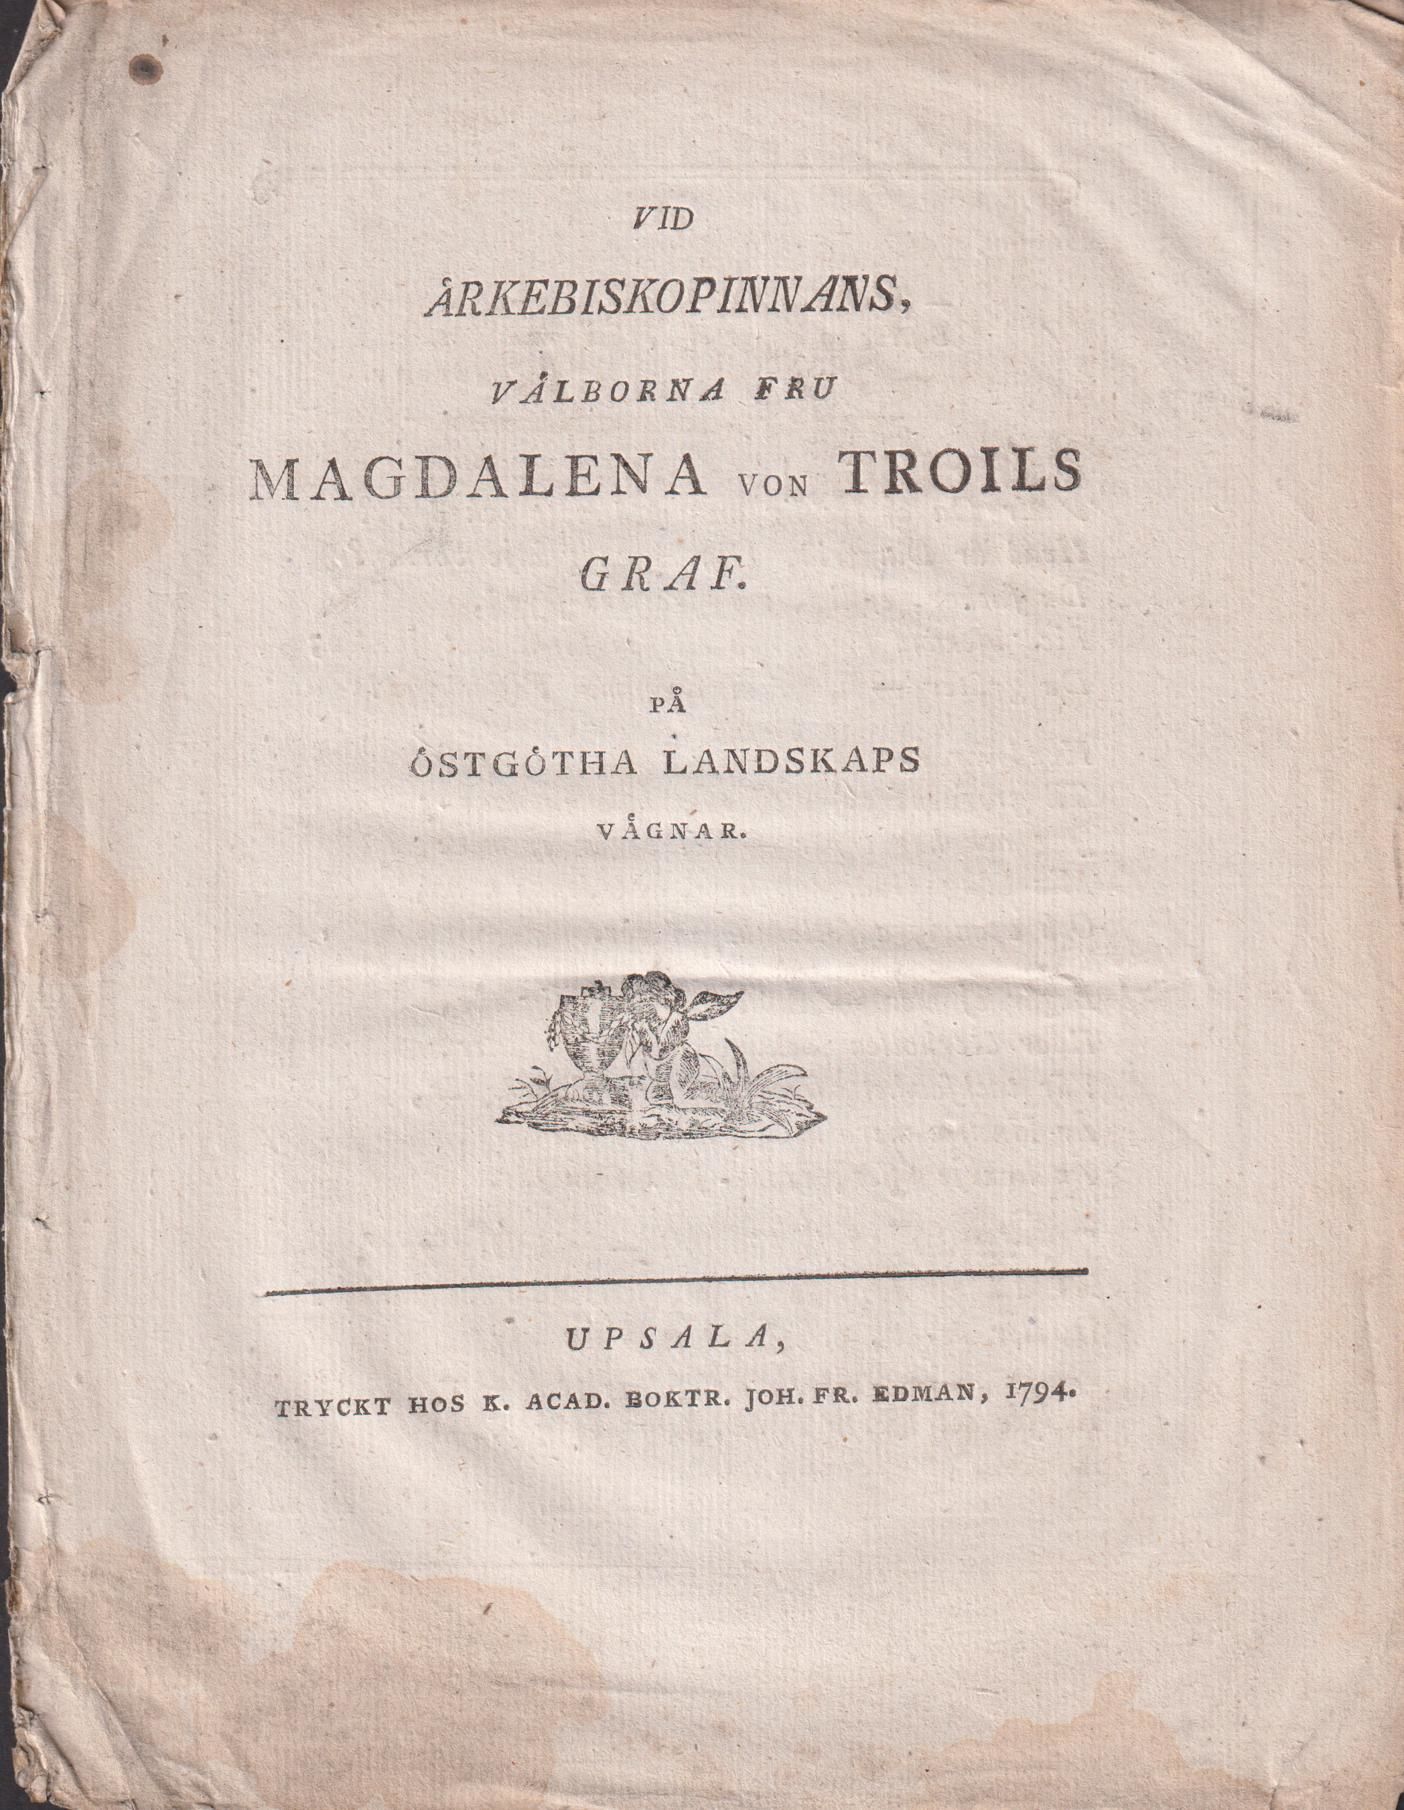 VID
ÅRKEBISKOPINNANS,
VÅLBORNA FRU
MAGDALENA VON TROILS
GRAF.
PÅ
ÓSTGÓTHA LANDSKAPS
VÅGNAR.
UPSALA,
TRYCKT HOS K. ACAD. BOKTR. JOH. FR. EDMAN, 1794.